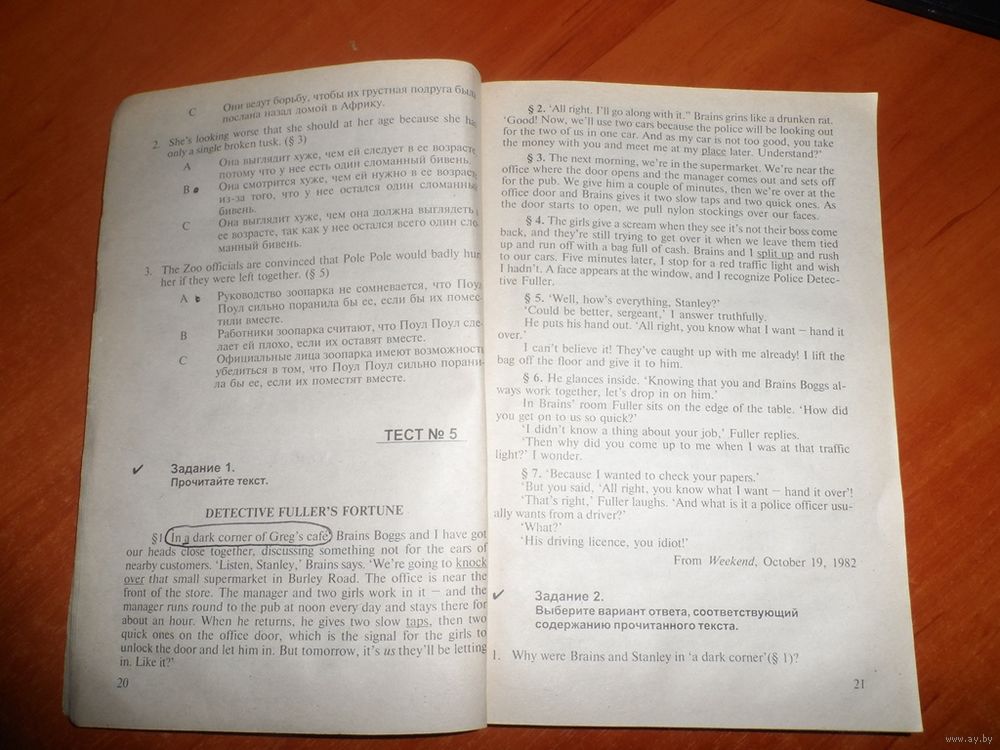 С Они ведут борьбу, чтобы их грустная подруга была
послана назад домой в Африку.
2. She's looking worse that she should at her age because she has
only a single broken tusk. (§ 3)
A Она выглядит хуже, чем ей следует в ее возрасте,
потому что у нее есть один сломанный бивень.
B Она смотрится хуже, чем ей нужно в ее возрасте
из-за того, что у нее остался один сломанный
бивень.
C Она выглядит хуже, чем она должна выглядеть в
ее возрасте, так как у нее остался всего один сло-
манный бивень.
3. The Zoo officials are convinced that Pole Pole would badly hurt
her if they were left together. (§ 5)
A Руководство зоопарка не сомневается, что Поул
Поул сильно поранила бы ее, если бы их помес-
тили вместе.
B Работники зоопарка считают, что Поул Поул сде-
лает ей плохо, если их оставят вместе.
C Официальные лица зоопарка имеют возможность
убедиться в том, что Поул Поул сильно порани-
ла бы ее, если их поместят вместе.
ТЕСТ № 5
✓ Задание 1.
Прочитайте текст.
DETECTIVE FULLER'S FORTUNE
§1 In a dark corner of Greg's cafe Brains Boggs and I have got
our heads close together, discussing something not for the ears of
nearby customers. 'Listen, Stanley,' Brains says. 'We're going to knock
over that small supermarket in Burley Road. The office is near the
front of the store. The manager and two girls work in it – and the
manager runs round to the pub at noon every day and stays there for
about an hour. When he returns, he gives two slow taps, then two
quick ones on the office door, which is the signal for the girls to
unlock the door and let him in. But tomorrow, it's us they'll be letting
in. Like it?'
20
§ 2. 'All right. I'll go along with it.” Brains grins like a drunken rat.
'Good! Now, we'll use two cars because the police will be looking out
for the two of us in one car. And as my car is not too good, you take
the money with you and meet me at my place later. Understand?'
§ 3. The next morning, we're in the supermarket. We're near the
office where the door opens and the manager comes out and sets off
for the pub. We give him a couple of minutes, then we're over at the
office door and Brains gives it two slow taps and two quick ones. As
the door starts to open, we pull nylon stockings over our faces.
§ 4. The girls give a scream when they see it's not their boss come
back, and they're still trying to get over it when we leave them tied
up and run off with a bag full of cash. Brains and I split up and rush
to our cars. Five minutes later, I stop for a red traffic light and wish
I hadn't. A face appears at the window, and I recognize Police Detec-
tive Fuller.
§ 5. 'Well, how's everything, Stanley?'
'Could be better, sergeant,' I answer truthfully.
He puts his hand out. 'All right, you know what I want – hand it
over.'
I can't believe it! They've caught up with me already! I lift the
bag off the floor and give it to him.
§ 6. He glances inside. 'Knowing that you and Brains Boggs al-
ways work together, let's drop in on him.'
In Brains' room Fuller sits on the edge of the table. 'How did
you get on to us so quick?'
'I didn't know a thing about your job,' Fuller replies.
'Then why did you come up to me when I was at that traffic
light?' I wonder.
§ 7. 'Because I wanted to check your papers.'
'But you said, 'All right, you know what I want – hand it over'!
'That's right,' Fuller laughs. 'And what is it a police officer usu-
ally wants from a driver?'
'What?'
'His driving licence, you idiot!'
From Weekend, October 19, 1982
✓ Задание 2.
Выберите вариант ответа, соответствующий
содержанию прочитанного текста.
1. Why were Brains and Stanley in 'a dark corner'(§ 1)?
21
www.ay.by